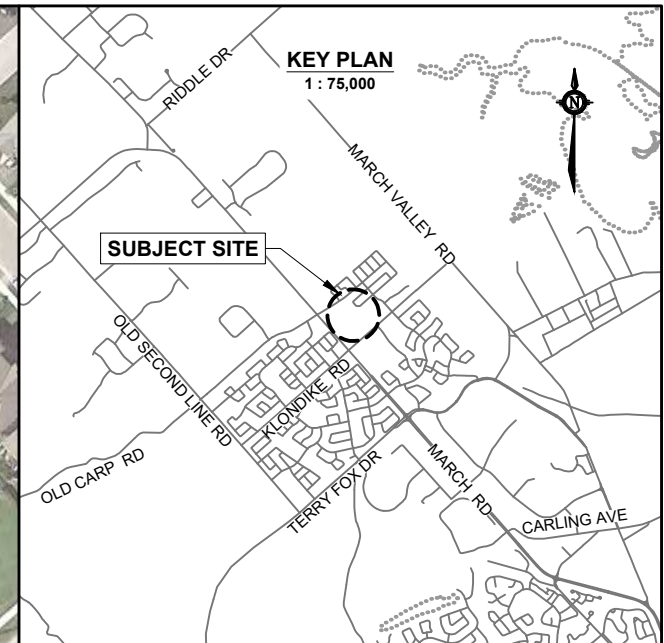 KEY PLAN
1 : 75,000
RIDDLE DR
N
MARCH VALLEY RD
SUBJECT SITE
OLD SECOND LINE RD
KLONDIKE RD
OLD CARP RD
TERRY FOX DR
MARCH RD
CARLING AVE